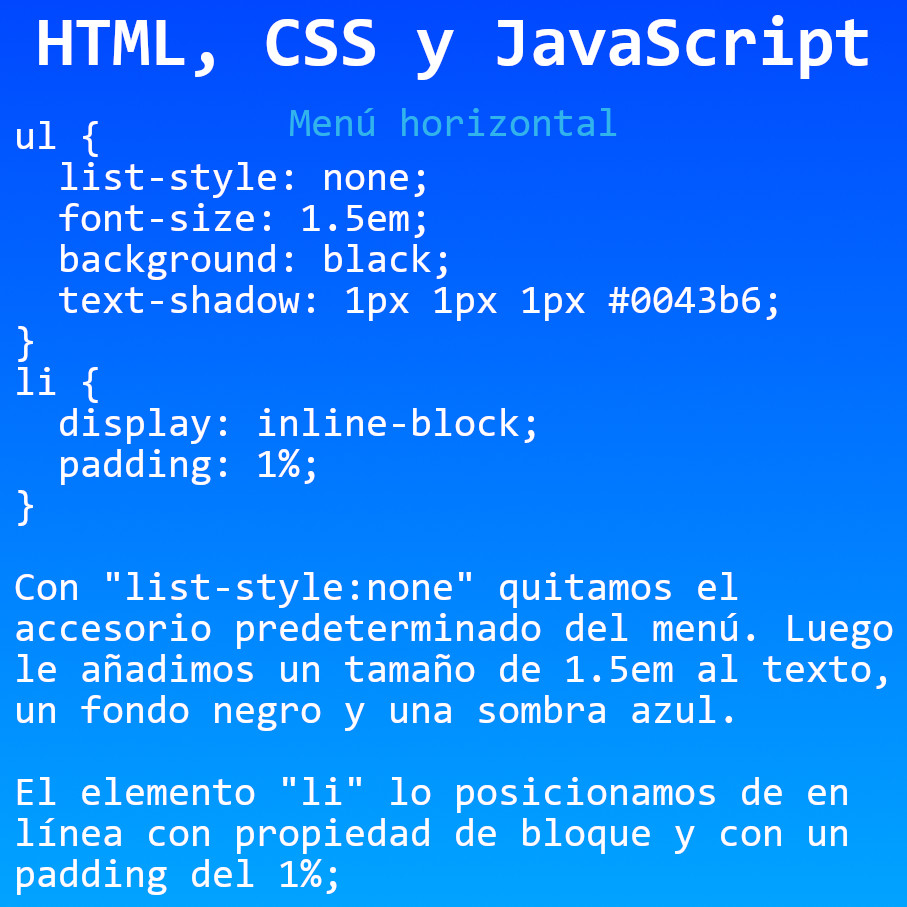 HTML, CSS y JavaScript
Menú horizontal
ul {
  list-style: none;
  font-size: 1.5em;
  background: black;
  text-shadow: 1px 1px 1px #0043b6;
}
li {
  display: inline-block;
  padding: 1%;
}
Con "list-style:none" quitamos el
accesorio predeterminado del menú. Luego
le añadimos un tamaño de 1.5em al texto,
un fondo negro y una sombra azul.
El elemento "li" lo posicionamos de en
línea con propiedad de bloque y con un
padding del 1%;